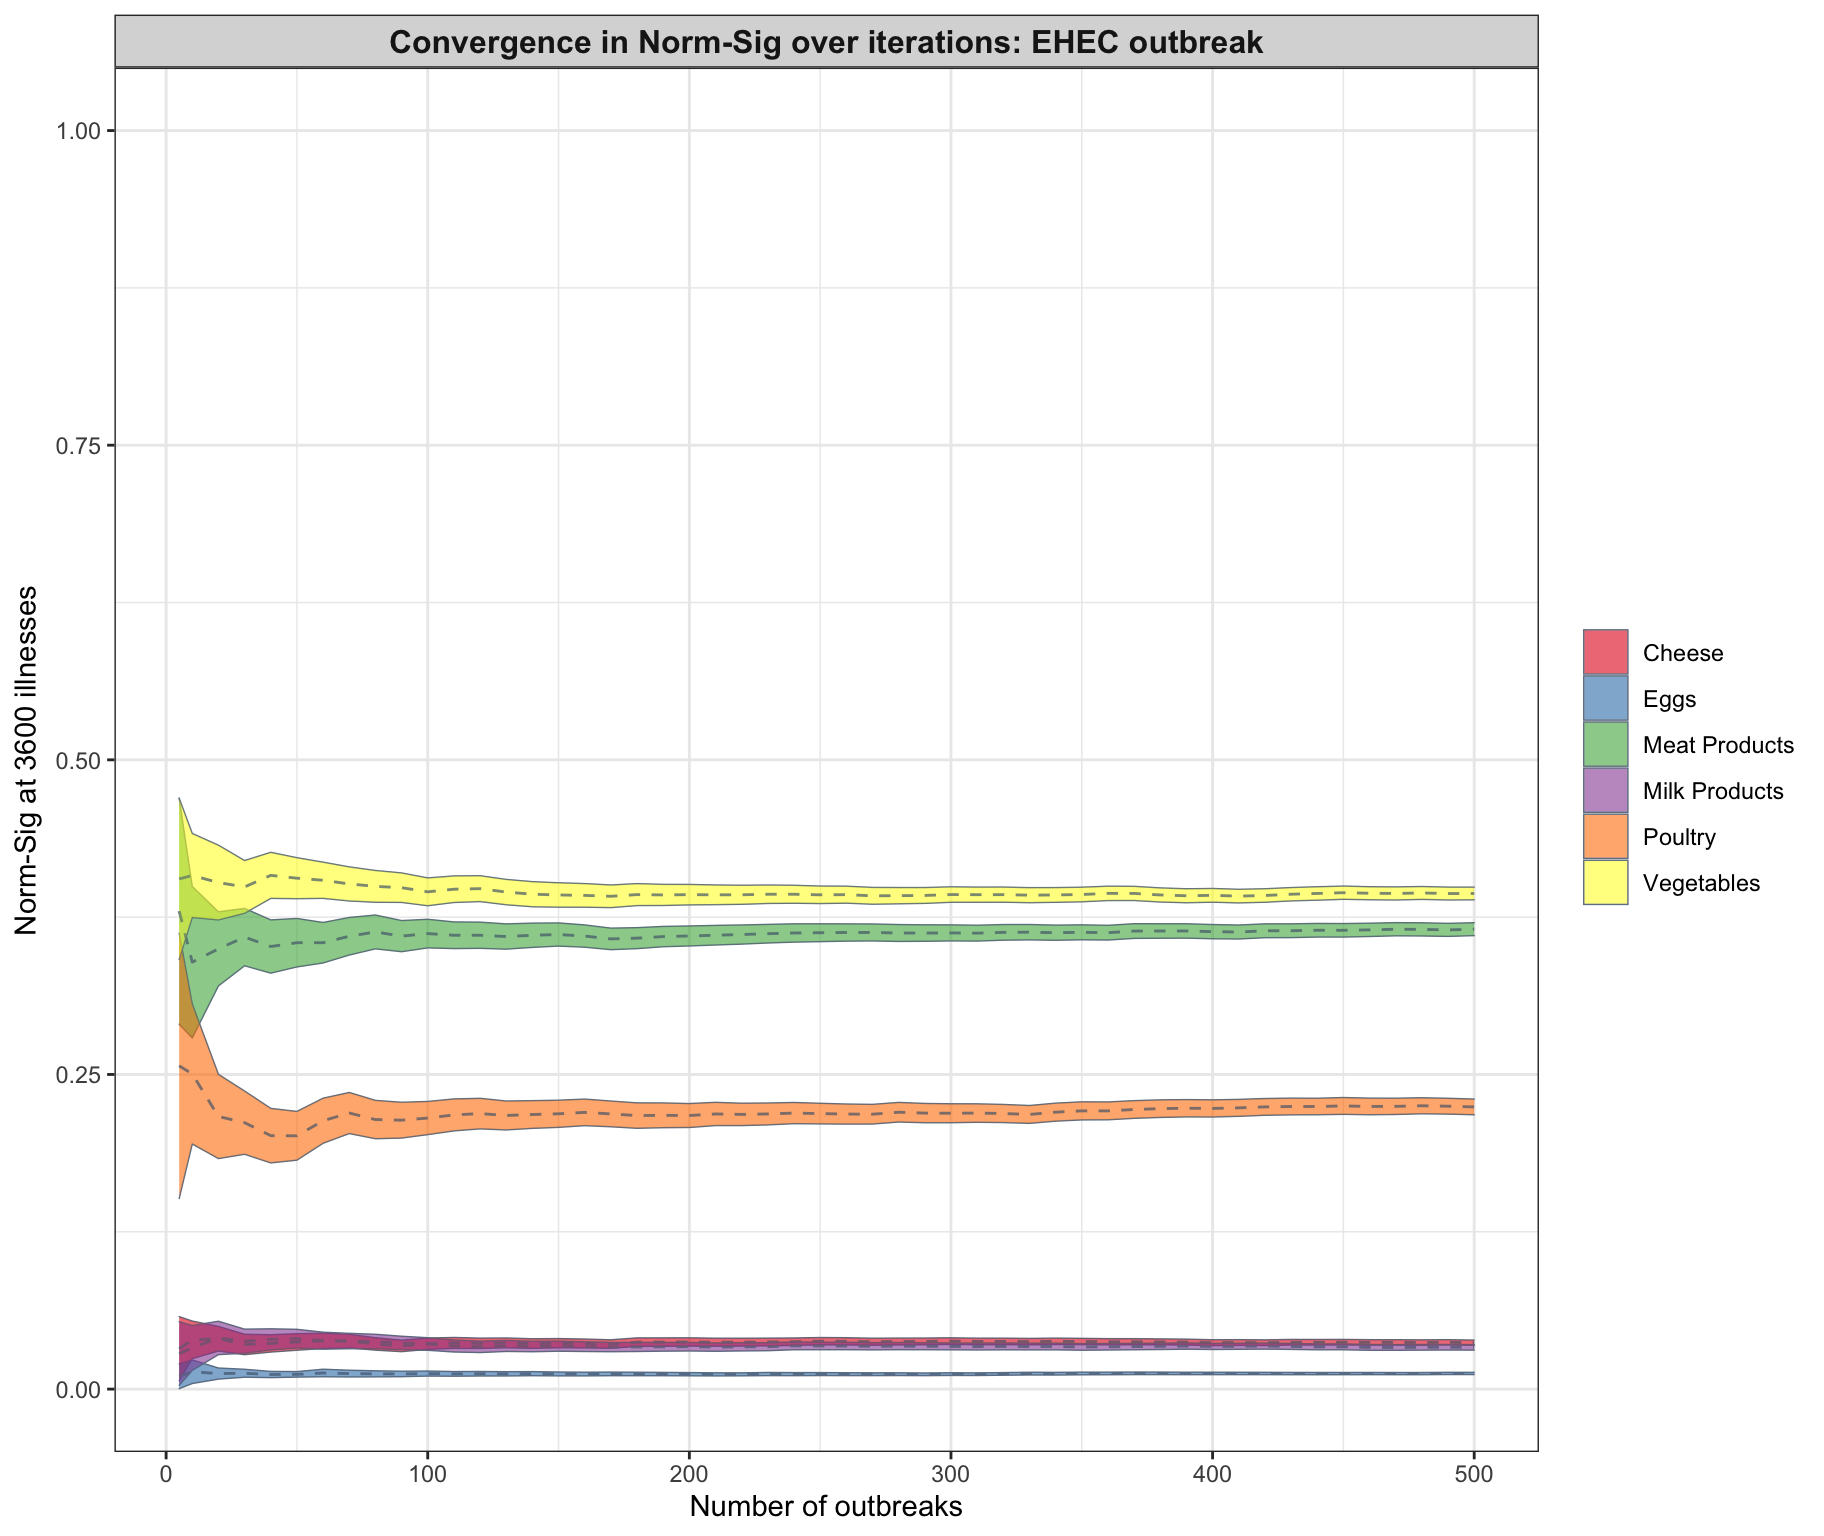 Convergence in Norm-Sig over iterations: EHEC outbreak
1.00
0.75
0.50
0.25
0.00
Norm-Sig at 3600 illnesses
0 100 200 300 400 500
Number of outbreaks
Cheese
Eggs
Meat Products
Milk Products
Poultry
Vegetables